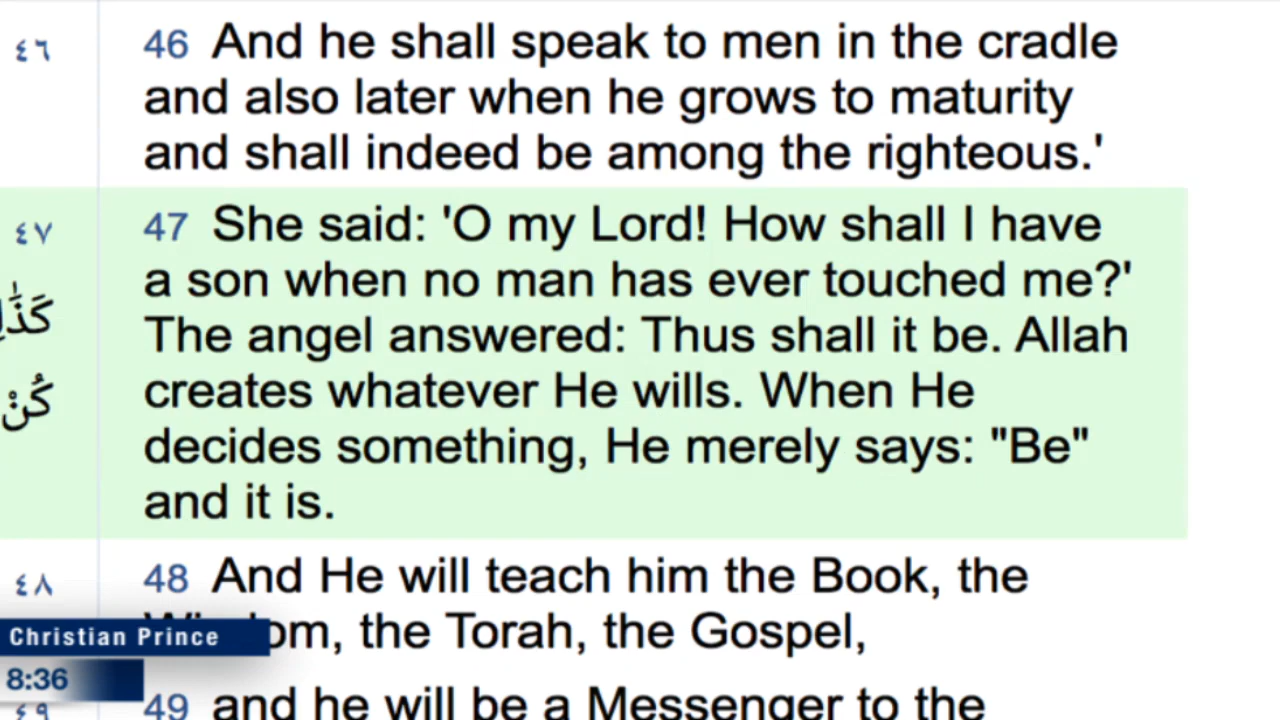 ٤٦
46 And he shall speak to men in the cradle
and also later when he grows to maturity
and shall indeed be among the righteous.'
٤٧
47 She said: 'O my Lord! How shall I have
a son when no man has ever touched me?'
The angel answered: Thus shall it be. Allah
creates whatever He wills. When He
decides something, He merely says: "Be"
and it is.
كُنْ
٤٨
48 And He will teach him the Book, the
the Torah, the Gospel,
Christian Prince
8:36
٤٩
49 and he will be a Messenger to the